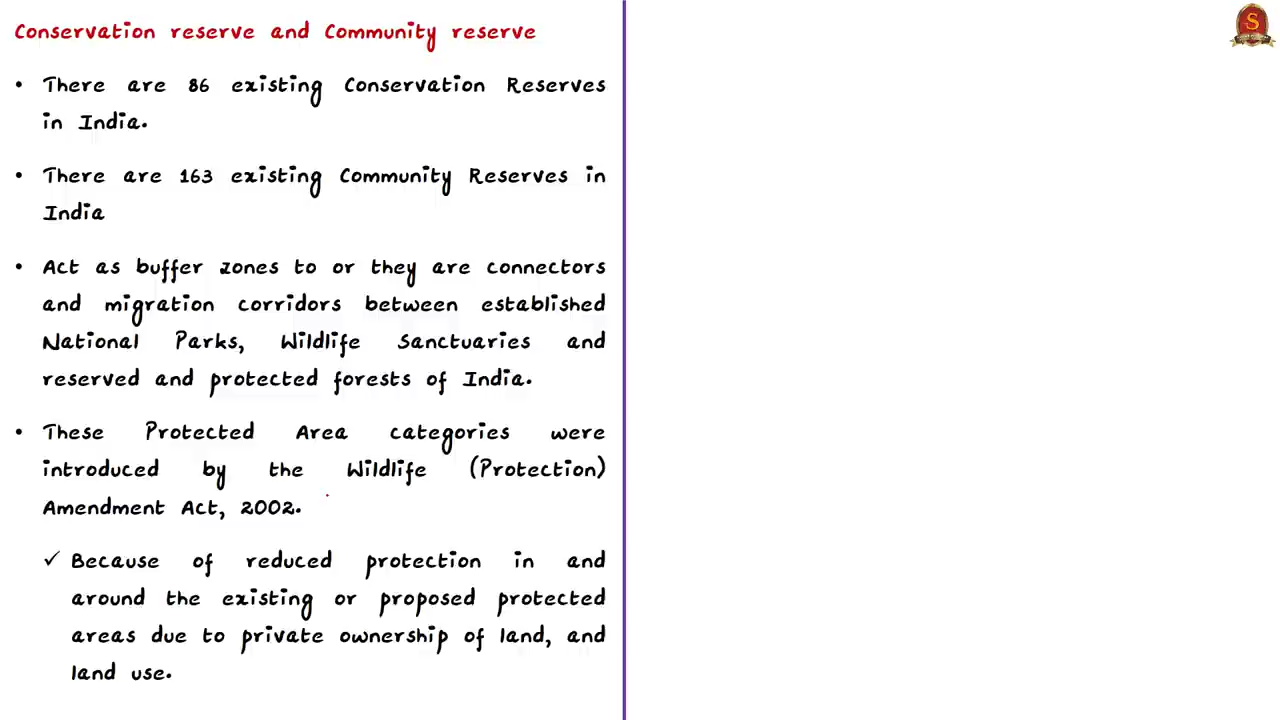 Conservation reserve and Community reserve
• There are 86 existing Conservation Reserves
in India.
• There are 163 existing Community Reserves in
India
• Act as buffer zones to or they are connectors
and migration corridors between established
National Parks, Wildlife Sanctuaries and
reserved and protected forests of India.
• These Protected Area categories were
introduced by the Wildlife (Protection)
Amendment Act, 2002.
✓ Because of reduced protection in and
around the existing or proposed protected
areas due to private ownership of land, and
land use.
S